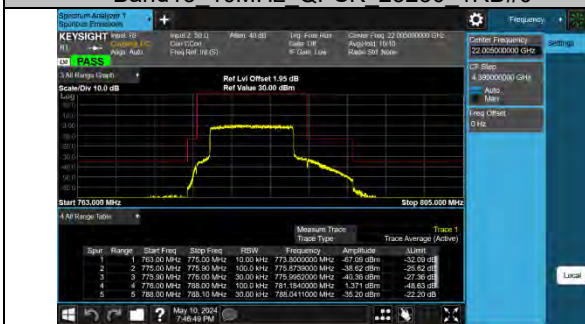 Spectrum Analyzer 1
Spurious Emissions
Frequency
KEYSIGHT Input: RF
Coupling: DC
Align: Auto
Input Z: 50 Ω
Corr CCorr
Freq Ref: Int (S)
Atten: 40 dB
Trig: Free Run
Gate: Off
IF Gain: Low
Center Freq: 22.005000000 GHz
Avg|Hold: 10/10
Radio Std: None
PASS
3 All Range Graph
Scale/Div 10.0 dB
Ref Lvl Offset 1.95 dB
Ref Value 30.00 dBm
Log
Start 763.000 MHz
Stop 805.000 MHz
4 All Range Table
Measure Trace Trace 1
Trace Type Trace Average (Active)
Spur Range Start Freq Stop Freq RBW Frequency Amplitude ΔLimit
1 1 763.00 MHz 775.00 MHz 10.00 kHz 773.8000000 MHz -67.09 dBm -32.09 dB
2 2 775.00 MHz 775.90 MHz 100.0 kHz 775.8739000 MHz -38.62 dBm -25.62 dB
3 3 775.90 MHz 776.00 MHz 30.00 kHz 775.9952000 MHz -40.36 dBm -27.36 dB
4 4 776.00 MHz 788.00 MHz 100.0 kHz 781.1840000 MHz 1.371 dBm -48.63 dB
5 5 788.00 MHz 788.10 MHz 30.00 kHz 788.0411000 MHz -35.20 dBm -22.20 dB
May 10, 2024
7:46:49 PM
Center Frequency
22.005000000 GHz
Settings
CF Step
4.399000000 GHz
Auto
Man
Freq Offset
0 Hz
Local